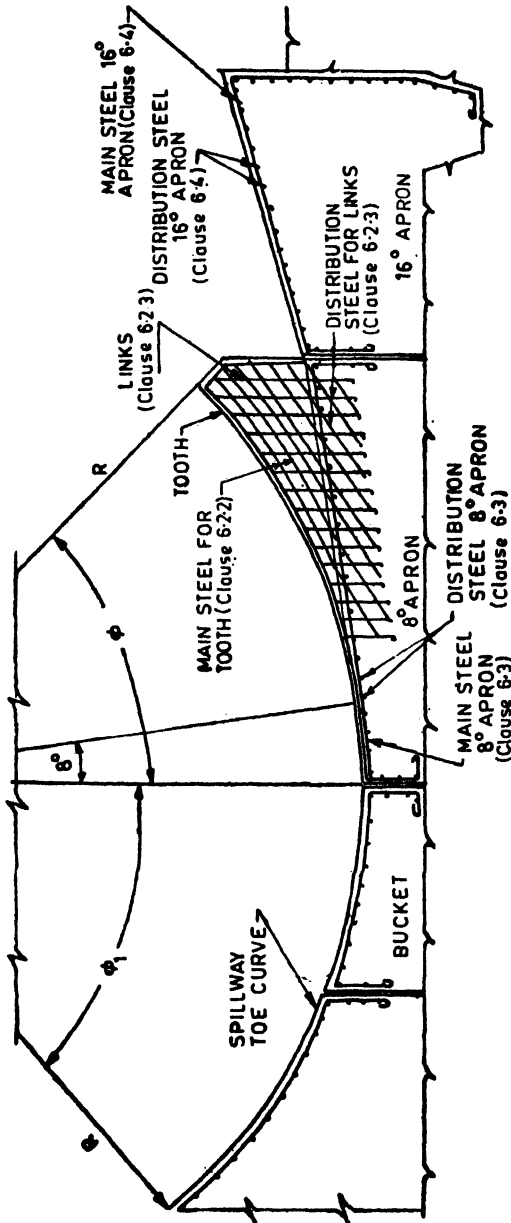 MAIN STEEL 16°
APRON (Clause 6·4)
DISTRIBUTION STEEL
16° APRON
(Clause 6·4)
LINKS
(Clause 6·2·3)
DISTRIBUTION
STEEL FOR LINKS
(Clause 6·2·3)
16° APRON
R
TOOTH
MAIN STEEL FOR
TOOTH (Clause 6·2·2)
8° APRON
DISTRIBUTION
STEEL 8° APRON
(Clause 6·3)
MAIN STEEL
8° APRON
(Clause 6·3)
ϕ
8°
ϕ₁
SPILLWAY
TOE CURVE
BUCKET
R